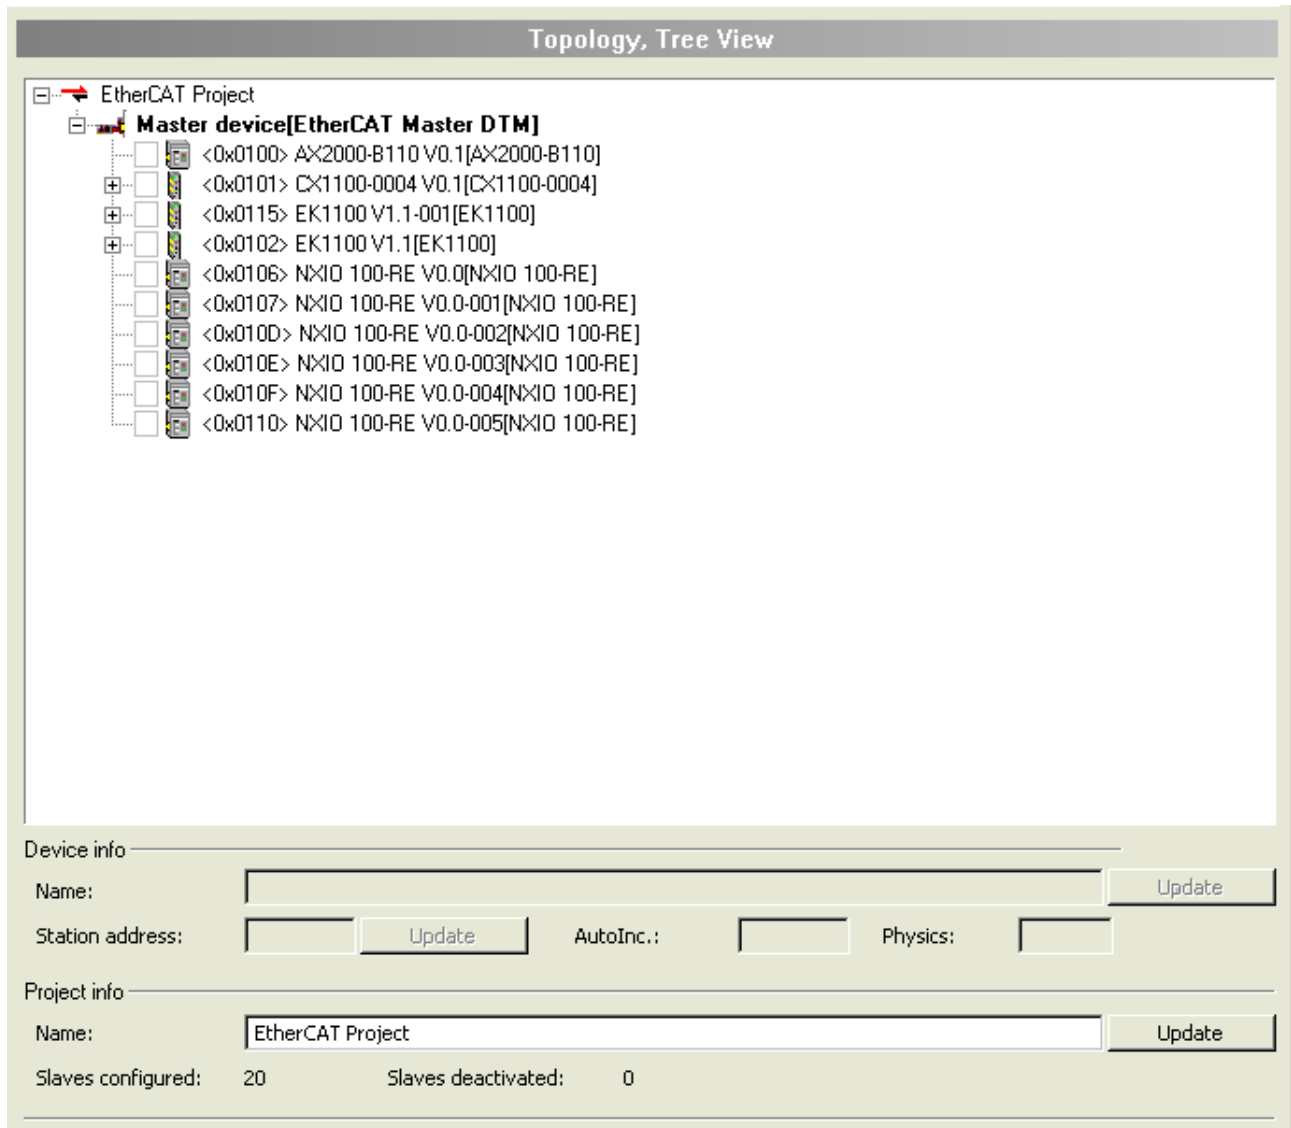 Topology, Tree View
EtherCAT Project
Master device[EtherCAT Master DTM]
<0x0100> AX2000-B110 V0.1[AX2000-B110]
<0x0101> CX1100-0004 V0.1[CX1100-0004]
<0x0115> EK1100 V1.1-001[EK1100]
<0x0102> EK1100 V1.1[EK1100]
<0x0106> NXIO 100-RE V0.0[NXIO 100-RE]
<0x0107> NXIO 100-RE V0.0-001[NXIO 100-RE]
<0x010D> NXIO 100-RE V0.0-002[NXIO 100-RE]
<0x010E> NXIO 100-RE V0.0-003[NXIO 100-RE]
<0x010F> NXIO 100-RE V0.0-004[NXIO 100-RE]
<0x0110> NXIO 100-RE V0.0-005[NXIO 100-RE]
Device info
Name: Update
Station address: Update AutoInc.: Physics:
Project info
Name: EtherCAT Project Update
Slaves configured: 20 Slaves deactivated: 0